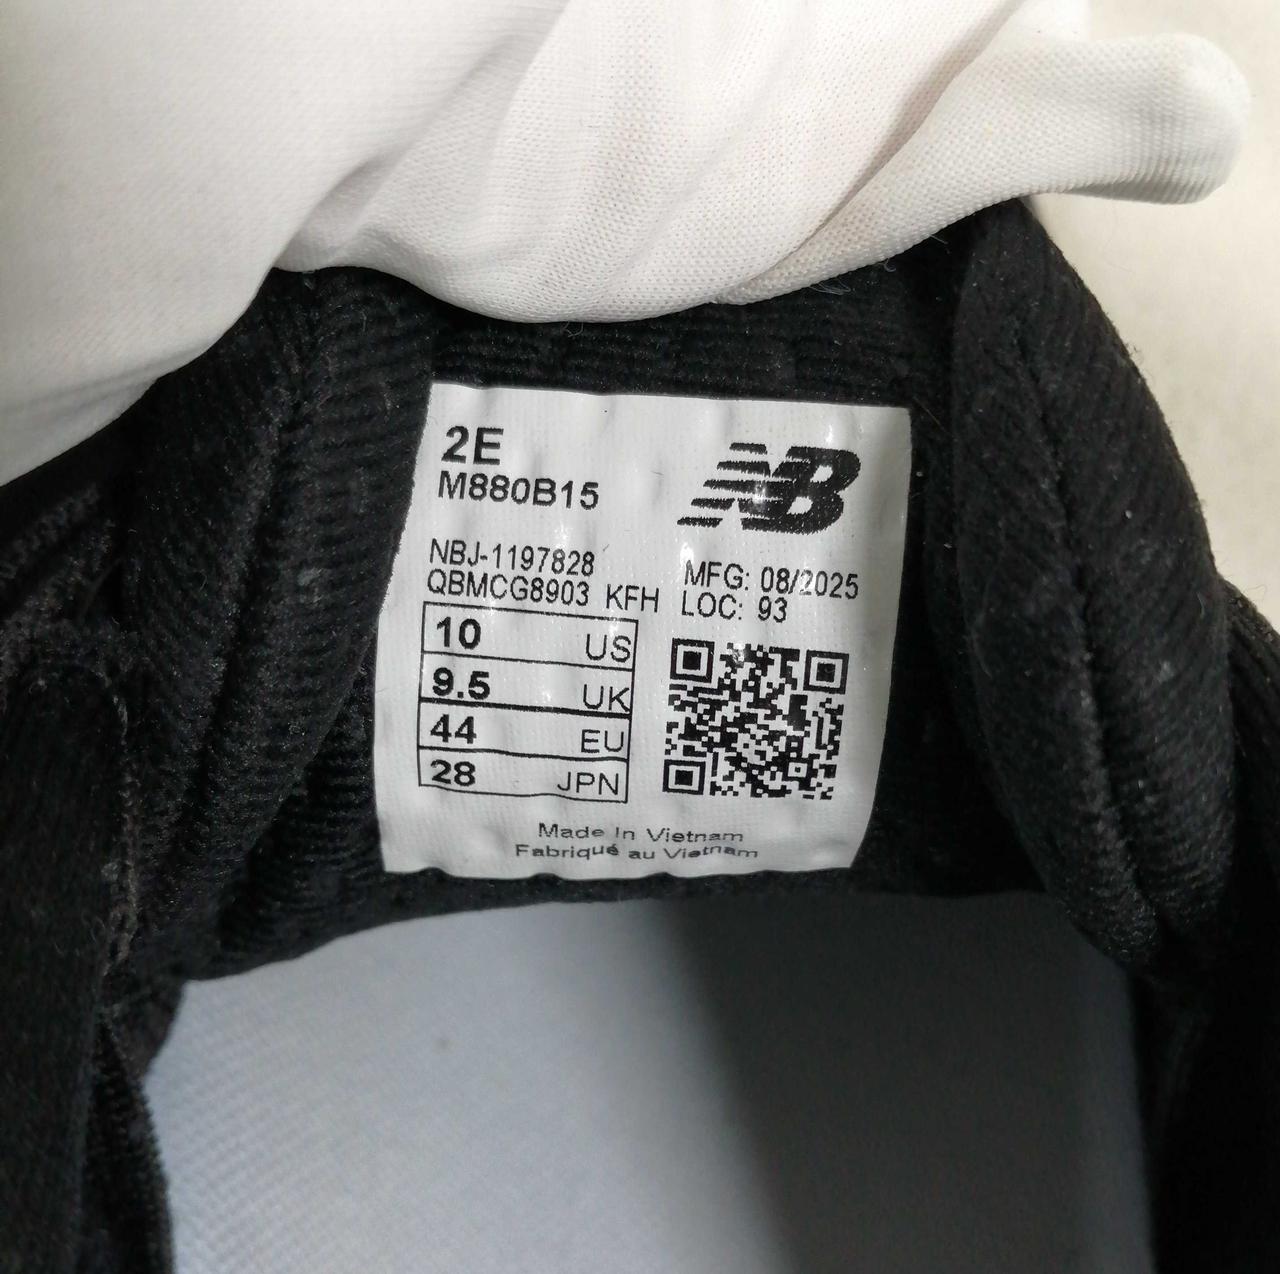 2E
M880B15
NB
NBJ-1197828
QBMCG8903 KFH
MFG: 08/2025
LOC: 93
10 US
9.5 UK
44 EU
28 JPN
Made In Vietnam
Fabriqué au Vietnam